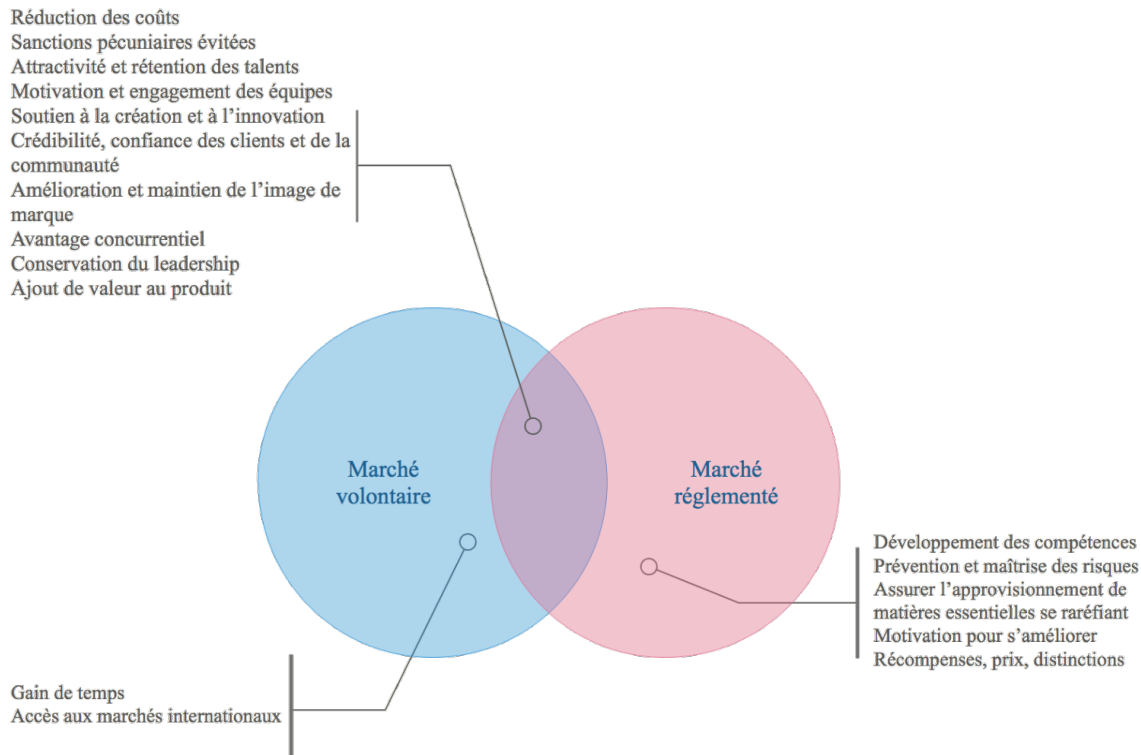 Réduction des coûts
Sanctions pécuniaires évitées
Attractivité et rétention des talents
Motivation et engagement des équipes
Soutien à la création et à l’innovation
Crédibilité, confiance des clients et de la
communauté
Amélioration et maintien de l’image de
marque
Avantage concurrentiel
Conservation du leadership
Ajout de valeur au produit
Marché
volontaire
Marché
réglementé
Développement des compétences
Prévention et maîtrise des risques
Assurer l’approvisionnement de
matières essentielles se raréfiant
Motivation pour s’améliorer
Récompenses, prix, distinctions
Gain de temps
Accès aux marchés internationaux